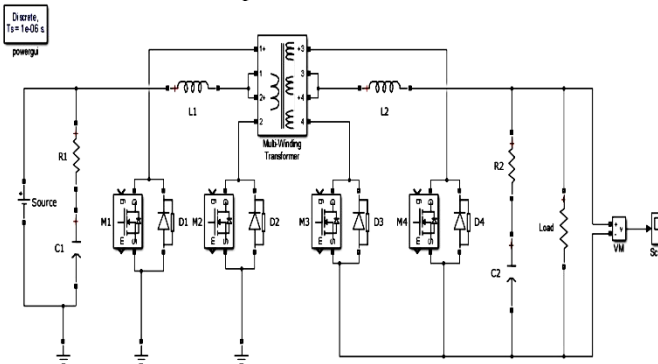 Discrete,
Ts = 1e-06 s.
powergui
1+
1
2+
2
+3
3
+4
4
Multi-Winding
Transformer
L1
L2
R1
Source
C1
M1
g
D
m
S
D1
M2
g
D
m
S
D2
M3
g
D
m
S
D3
M4
g
D
m
S
D4
R2
C2
Load
+
-
v
VM
Sc